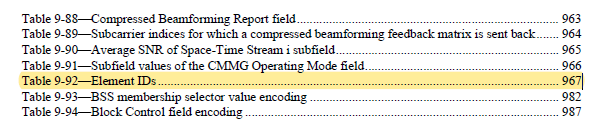 Table 9-88—Compressed Beamforming Report field.......................................................................................... 963
Table 9-89—Subcarrier indices for which a compressed beamforming feedback matrix is sent back....... 964
Table 9-90—Average SNR of Space-Time Stream i subfield............................................................................ 965
Table 9-91—Subfield values of the CMMG Operating Mode field.................................................................. 966
Table 9-92—Element IDs.................................................................................................................................... 967
Table 9-93—BSS membership selector value encoding .................................................................................... 982
Table 9-94—Block Control field encoding ........................................................................................................ 987